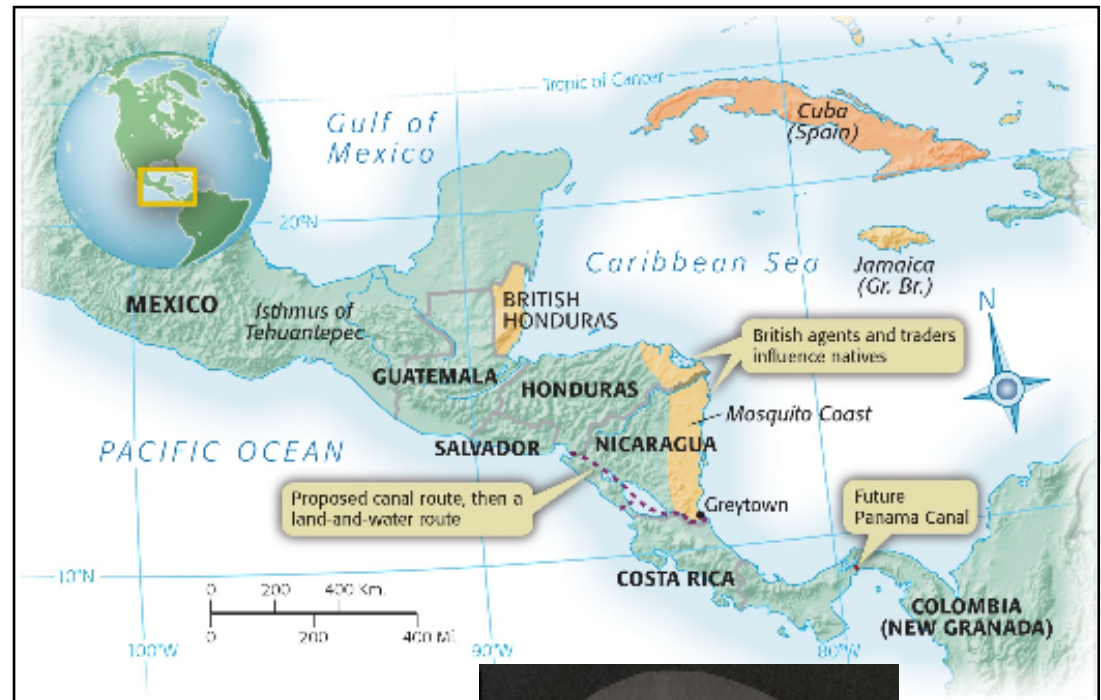 Tropic of Cancer
Gulf of
Mexico
Cuba
(Spain)
20°N
Caribbean Sea
Jamaica
(Gr. Br.)
N
MEXICO
Isthmus of
Tehuantepec
BRITISH
HONDURAS
British agents and traders
influence natives
GUATEMALA
HONDURAS
Mosquito Coast
PACIFIC OCEAN
SALVADOR
NICARAGUA
Proposed canal route, then a
land-and-water route
Greytown
Future
Panama Canal
10°N
COSTA RICA
0 200 400 Km.
0 200 400 Mi.
COLOMBIA
(NEW GRANADA)
100°W
90°W
80°W